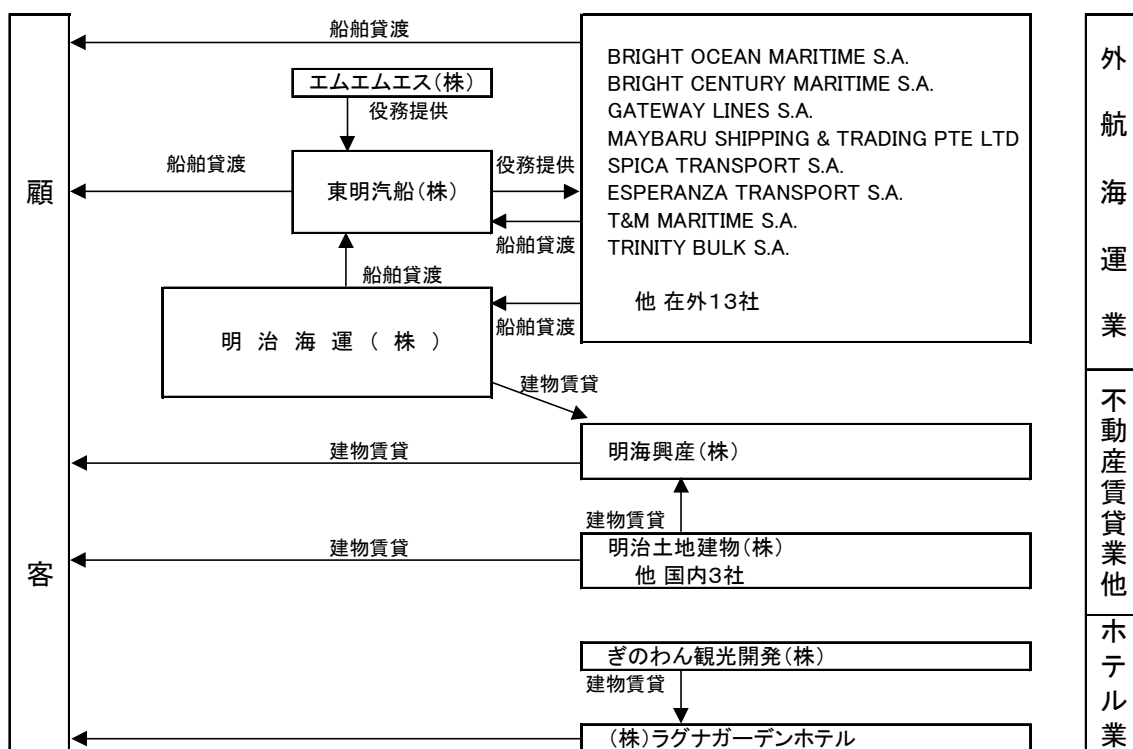 船舶貸渡
BRIGHT OCEAN MARITIME S.A.
BRIGHT CENTURY MARITIME S.A.
GATEWAY LINES S.A.
MAYBARU SHIPPING & TRADING PTE LTD
SPICA TRANSPORT S.A.
ESPERANZA TRANSPORT S.A.
T&M MARITIME S.A.
TRINITY BULK S.A.
他 在外13社
エムエムエス(株)
役務提供
船舶貸渡
東明汽船(株)
役務提供
船舶貸渡
船舶貸渡
明治海運(株)
船舶貸渡
建物賃貸
建物賃貸
明海興産(株)
建物賃貸
建物賃貸
明治土地建物(株)
他 国内3社
ぎのわん観光開発(株)
建物賃貸
(株)ラグナガーデンホテル
顧客
外航海運業
不動産賃貸業他
ホテル業